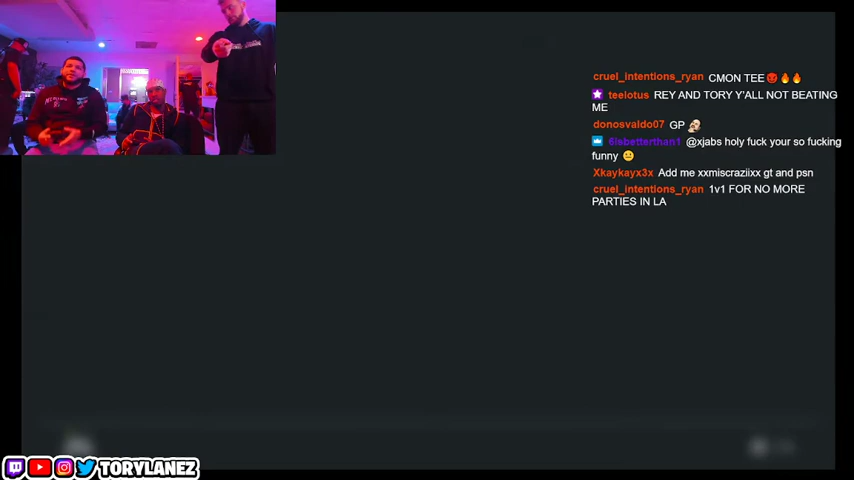 cruel_intentions_ryan CMON TEE😡🔥🔥
teelotus REY AND TORY Y'ALL NOT BEATING
ME
donosvaldo07 GP
6isbetterthan1 @xjabs holy fuck your so fucking
funny 😐
Xkaykayx3x Add me xxmiscraziixx gt and psn
cruel_intentions_ryan 1v1 FOR NO MORE
PARTIES IN LA
TORYLANEZ